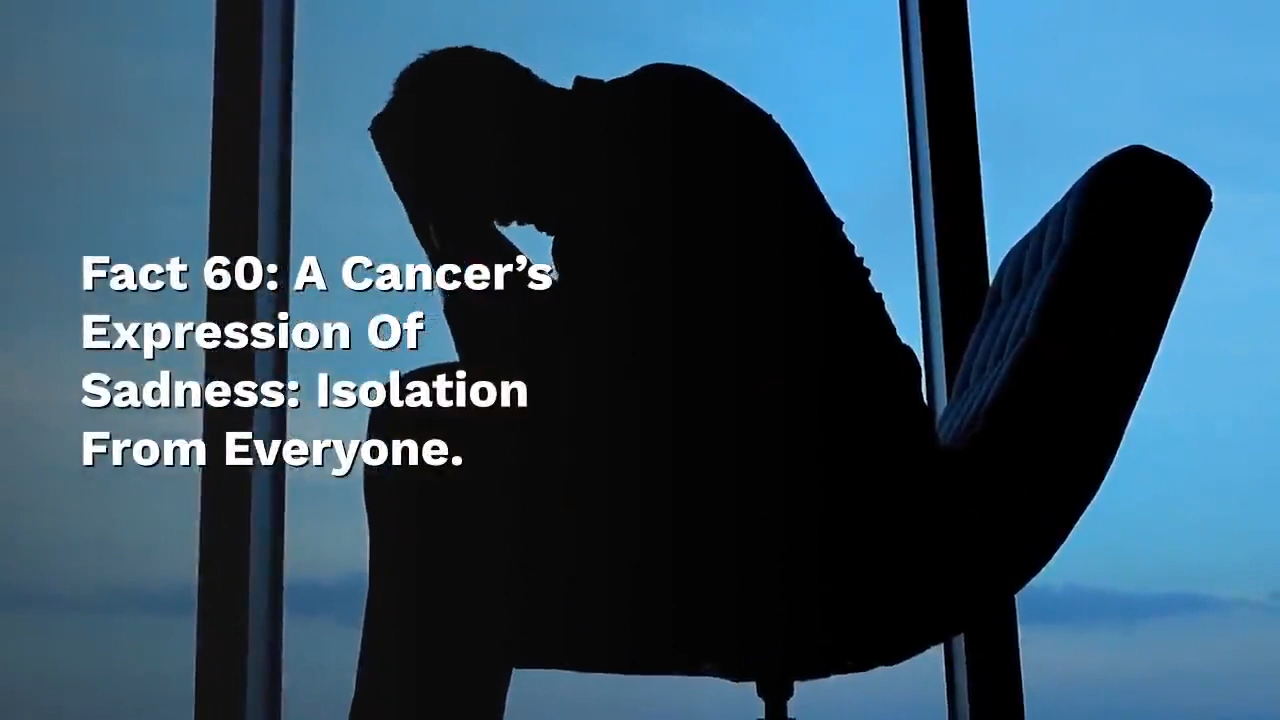 Fact 60: A Cancer’s
Expression Of
Sadness: Isolation
From Everyone.